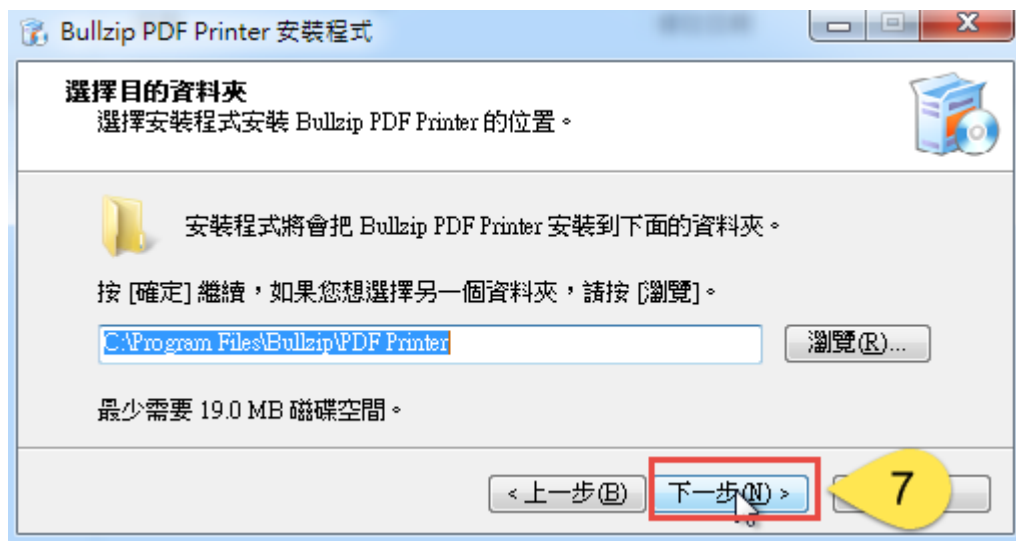 Bullzip PDF Printer 安裝程式
選擇目的資料夾
選擇安裝程式安裝 Bullzip PDF Printer 的位置。
安裝程式將會把 Bullzip PDF Printer 安裝到下面的資料夾。
按 [確定] 繼續，如果您想選擇另一個資料夾，請按 [瀏覽]。
C:\Program Files\Bullzip\PDF Printer
瀏覽(R)...
最少需要 19.0 MB 磁碟空間。
<上一步(B)
下一步(N) >
7